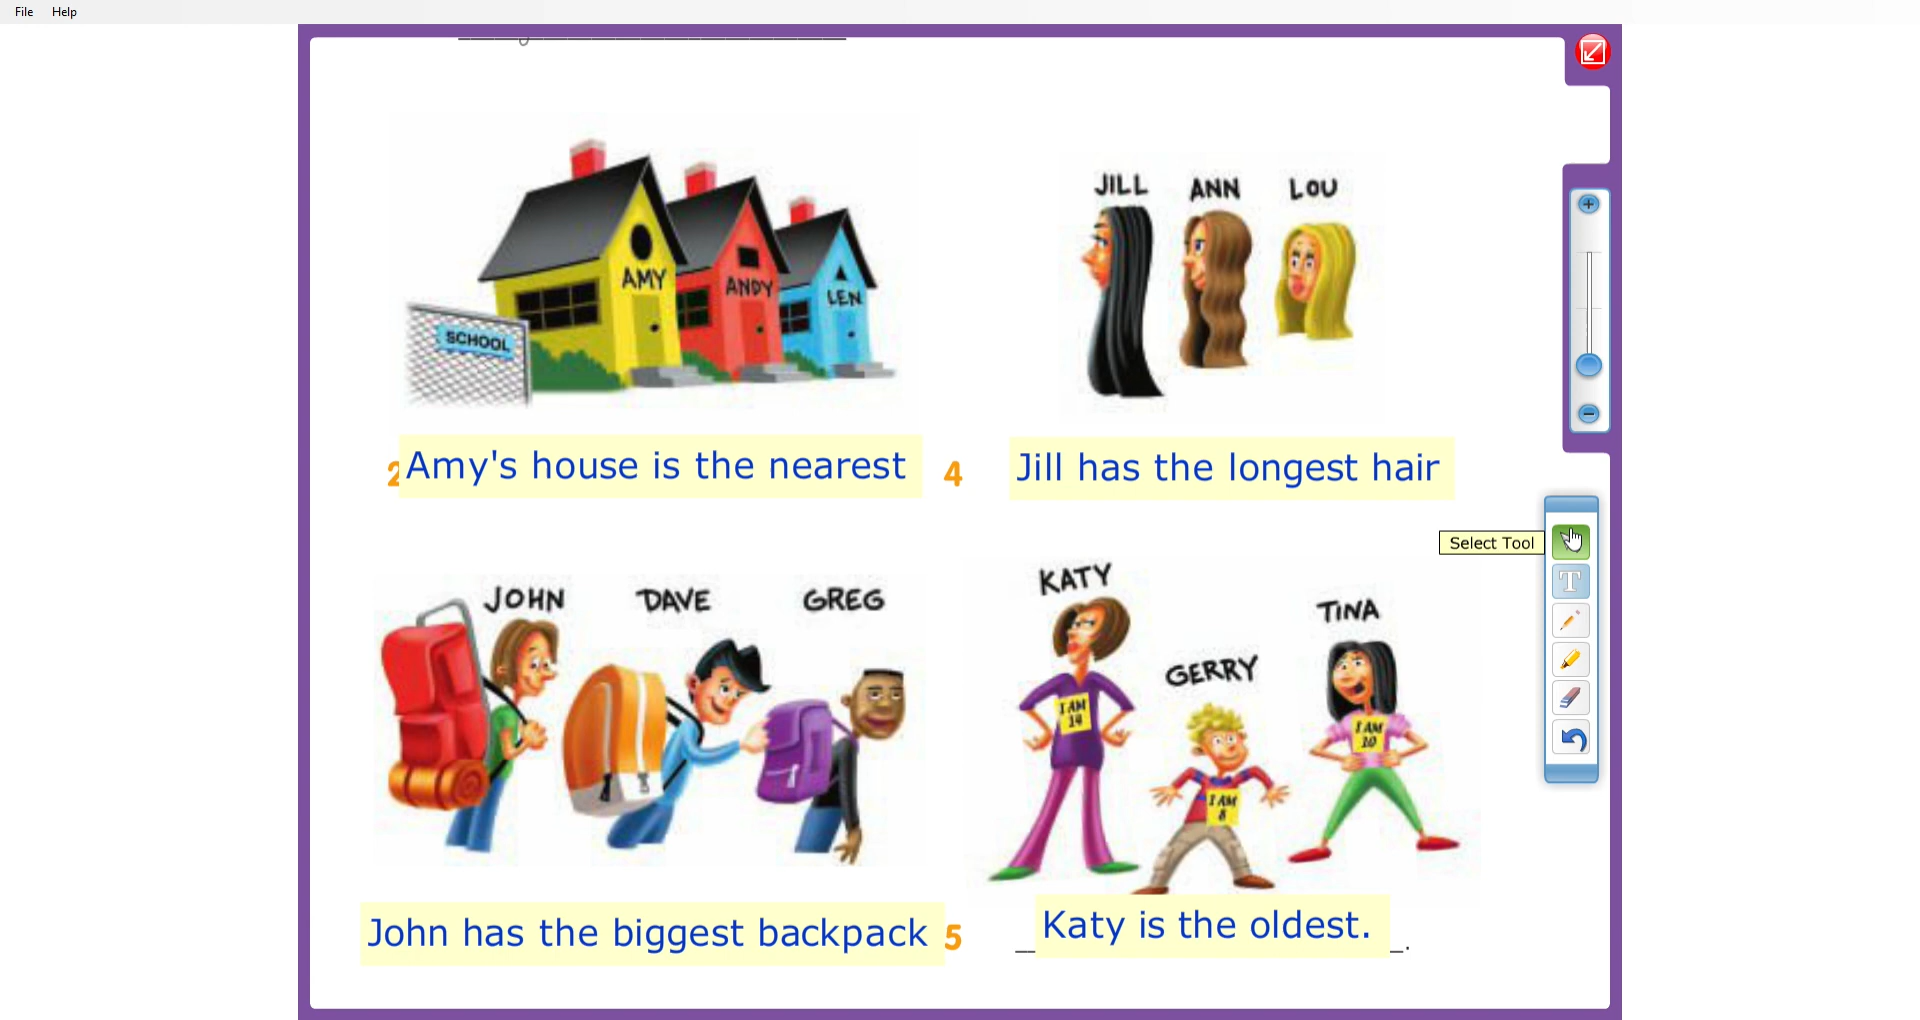 File Help
AMY
ANDY
LEN
SCHOOL
JILL ANN LOU
2 Amy's house is the nearest
4 Jill has the longest hair
Select Tool
T
JOHN DAVE GREG
KATY
GERRY
TINA
I AM
14
I AM
8
I AM
10
John has the biggest backpack
5 Katy is the oldest.